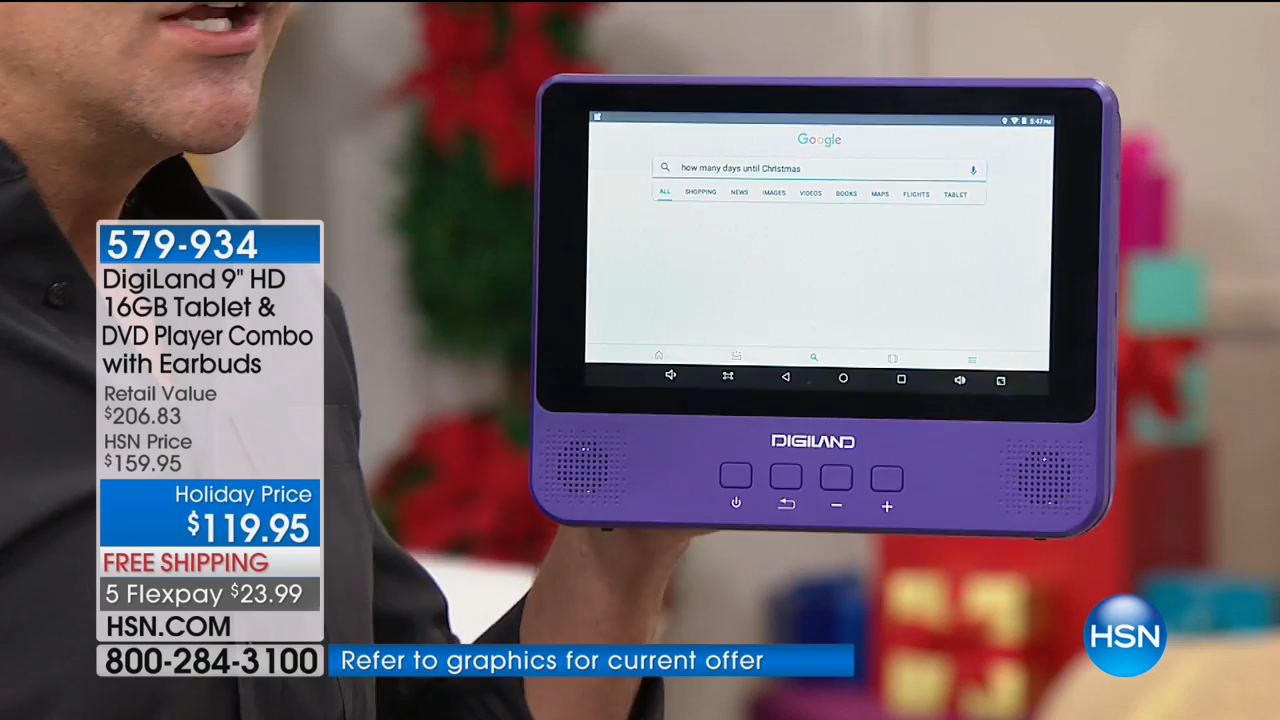 579-934
DigiLand 9" HD
16GB Tablet &
DVD Player Combo
with Earbuds
Retail Value
$206.83
HSN Price
$159.95
Holiday Price
$119.95
FREE SHIPPING
5 Flexpay $23.99
HSN.COM
800-284-3100
Refer to graphics for current offer
5:47PM
Google
how many days until Christmas
ALL SHOPPING NEWS IMAGES VIDEOS BOOKS MAPS FLIGHTS TABLET
DIGILAND
HSN